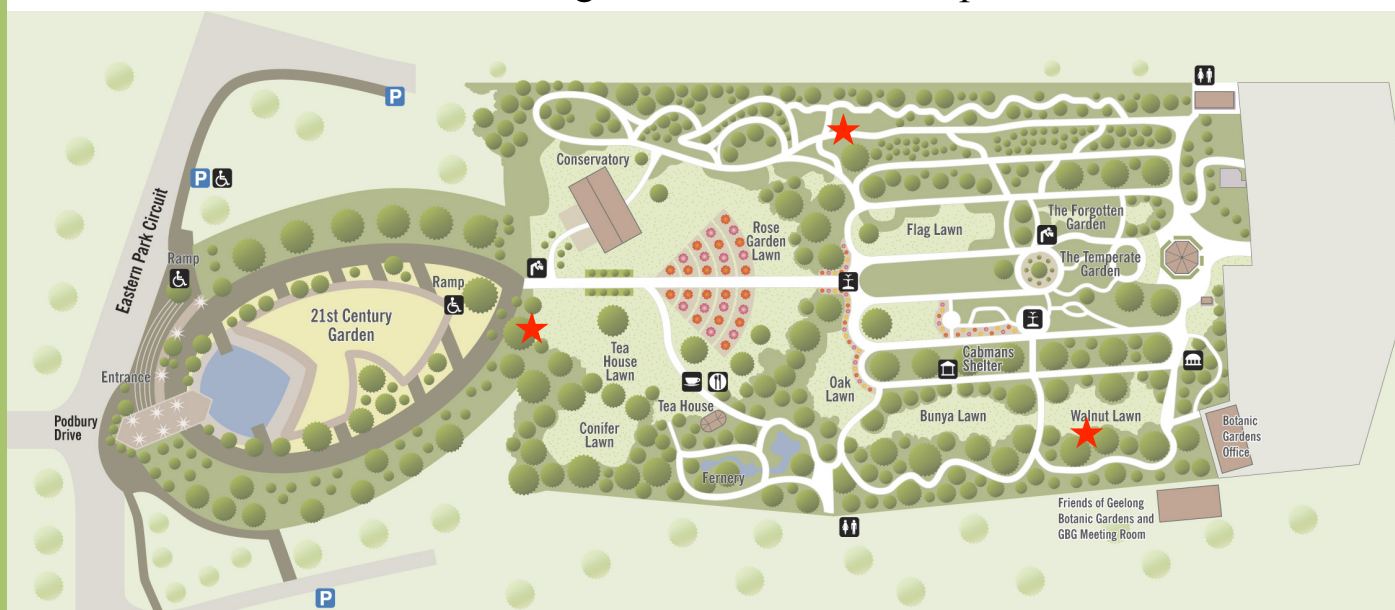 P
Conservatory
P
Eastern Park Circuit
Rose
Garden
Lawn
Flag Lawn
The Forgotten
Garden
The Temperate
Garden
Ramp
Ramp
21st Century
Garden
Entrance
Podbury
Drive
Tea
House
Lawn
Tea House
Conifer
Lawn
Fernery
Oak
Lawn
Cabmans
Shelter
Bunya Lawn
Walnut Lawn
Botanic
Gardens
Office
Friends of Geelong
Botanic Gardens and
GBG Meeting Room
P